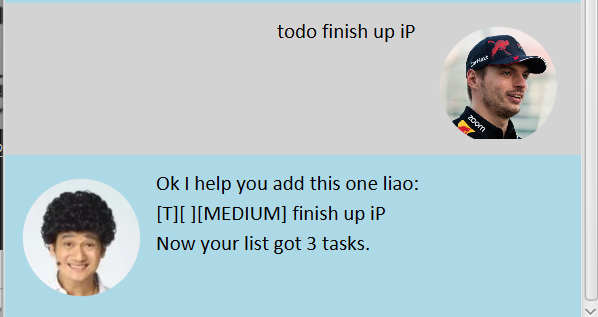 todo finish up iP
zoom
Ok I help you add this one liao:
[T][ ][MEDIUM] finish up iP
Now your list got 3 tasks.